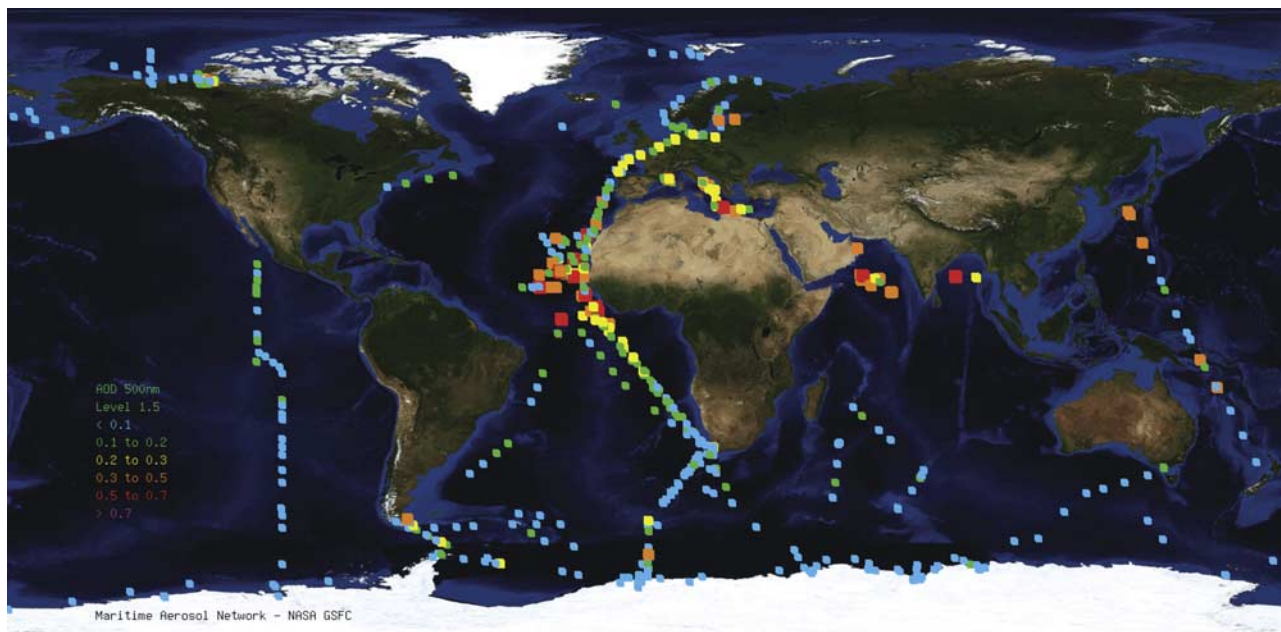 AOD 500nm
Level 1.5
< 0.1
0.1 to 0.2
0.2 to 0.3
0.3 to 0.5
0.5 to 0.7
> 0.7
Maritime Aerosol Network - NASA GSFC